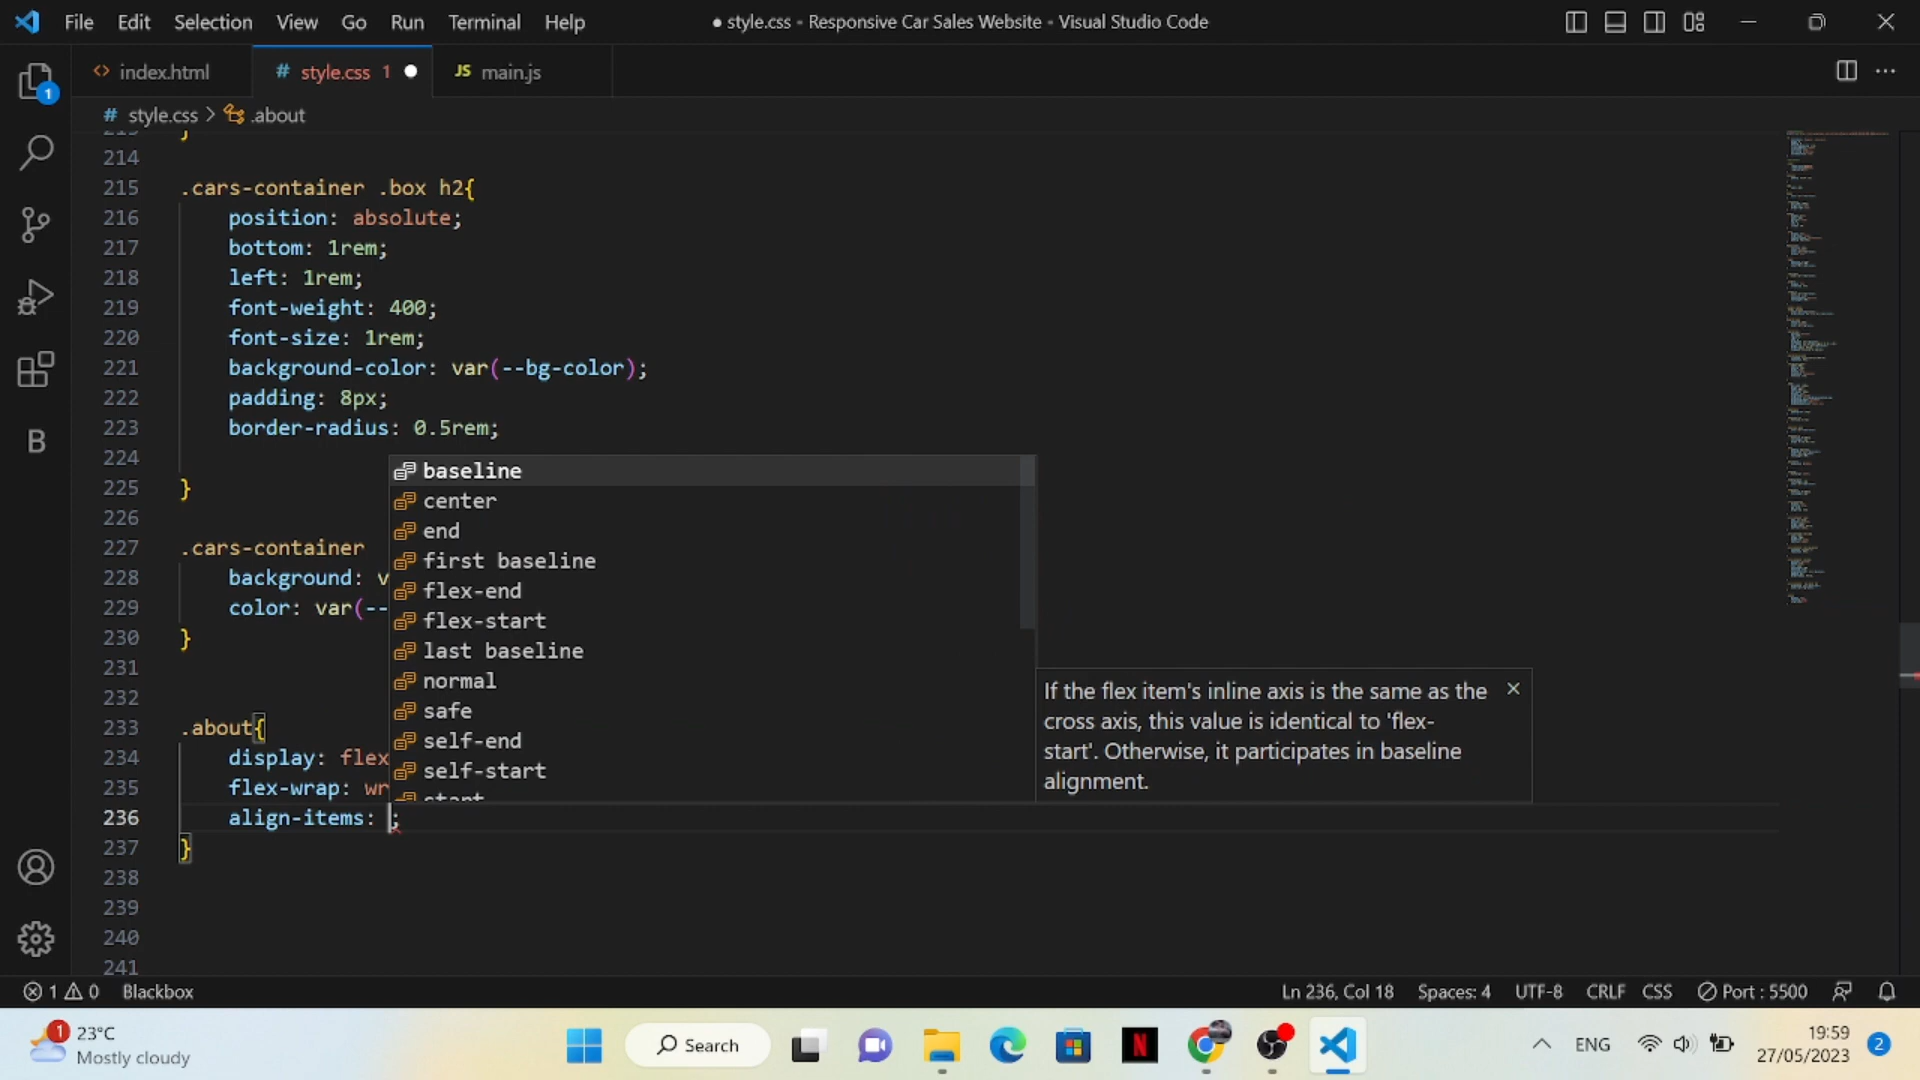 File Edit Selection View Go Run Terminal Help
● style.css - Responsive Car Sales Website - Visual Studio Code
1
<> index.html
# style.css 1 ●
JS main.js
# style.css > .about
}
214
215 .cars-container .box h2{
216 position: absolute;
217 bottom: 1rem;
218 left: 1rem;
219 font-weight: 400;
220 font-size: 1rem;
221 background-color: var(--bg-color);
222 padding: 8px;
223 border-radius: 0.5rem;
224
225 }
226
227 .cars-container
228 background: v
229 color: var(--
230 }
231
232
233 .about{
234 display: flex
235 flex-wrap: wr
236 align-items: ;
237 }
238
239
240
241
baseline
center
end
first baseline
flex-end
flex-start
last baseline
normal
safe
self-end
self-start
start
If the flex item's inline axis is the same as the
cross axis, this value is identical to 'flex-
start'. Otherwise, it participates in baseline
alignment.
B
1 0 Blackbox
Ln 236, Col 18 Spaces: 4 UTF-8 CRLF CSS Port : 5500
1 23°C
Mostly cloudy
Search
N
ENG
19:59
27/05/2023
2